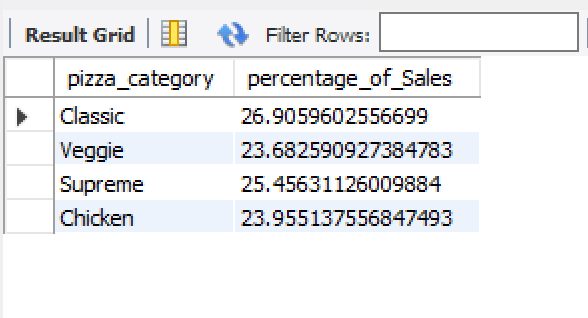 Result Grid Filter Rows:
pizza_category percentage_of_Sales
Classic 26.9059602556699
Veggie 23.682590927384783
Supreme 25.45631126009884
Chicken 23.955137556847493